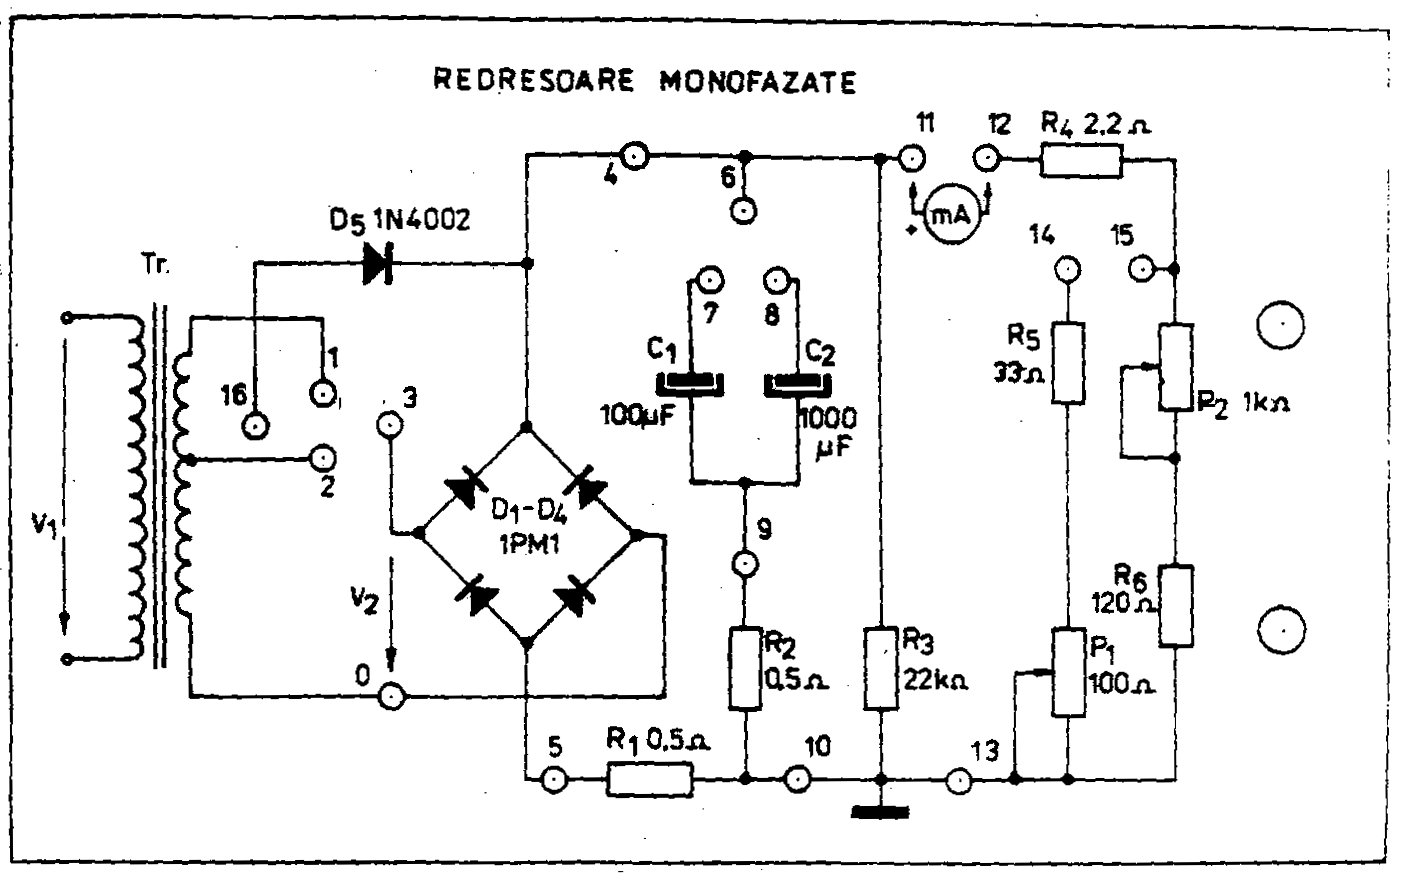 REDRESOARE MONOFAZATE
11
12
R4 2.2Ω
4
6
mA
+
D5 1N4002
14
15
Tr.
7
8
1
16
3
C1
100μF
C2
1000
μF
R5
33Ω
P2 1kΩ
2
D1-D4
1PM1
V1
9
V2
R6
120Ω
0
R2
0,5Ω
R3
22kΩ
P1
100Ω
5
R1 0.5Ω
10
13